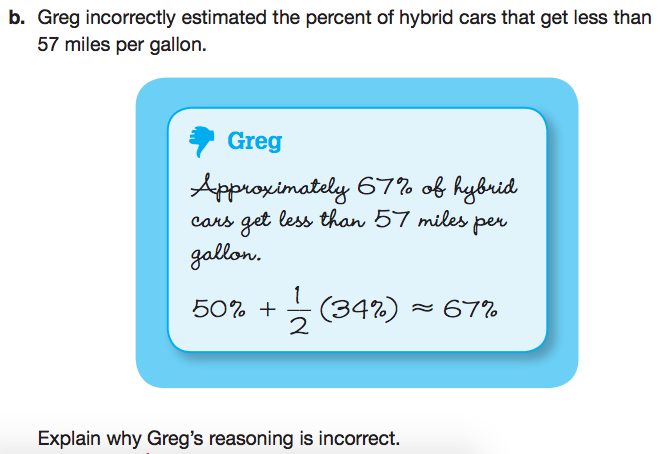 b. Greg incorrectly estimated the percent of hybrid cars that get less than
57 miles per gallon.
Greg
Approximately 67% of hybrid
cars get less than 57 miles per
gallon.
50% + 1/2 (34%) ≈ 67%
Explain why Greg’s reasoning is incorrect.